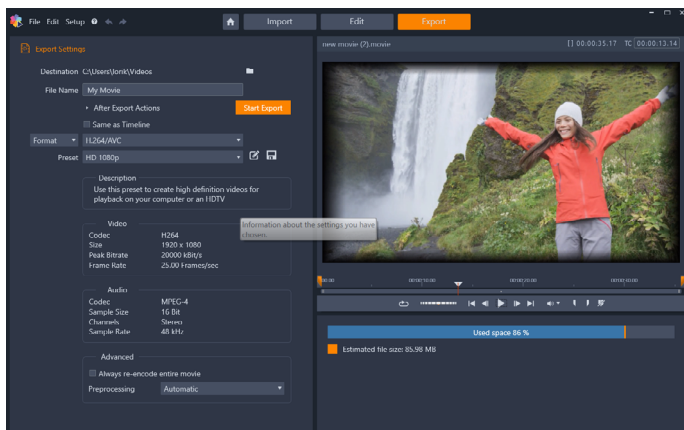 File Edit Setup
Import
Edit
Export
Export Settings
new movie (2).movie
[] 00:00:35.17 TC 00:00:13.14
Destination C:\Users\lorik\Videos
File Name My Movie
After Export Actions
Start Export
Same as Timeline
Format H.264/AVC
Preset HD 1080p
Description
Use this preset to create high definition videos for
playback on your computer or an HDTV
Information about the settings you have
chosen.
Video
Codec H264
Size 1920 x 1080
Peak Bitrate 20000 kBit/s
Frame Rate 25.00 Frames/sec
Audio
Codec MPEG-4
Sample Size 16 Bit
Channels Stereo
Sample Rate 48 kHz
Advanced
Always re-encode entire movie
Preprocessing Automatic
Used space 86 %
Estimated file size: 85.98 MB